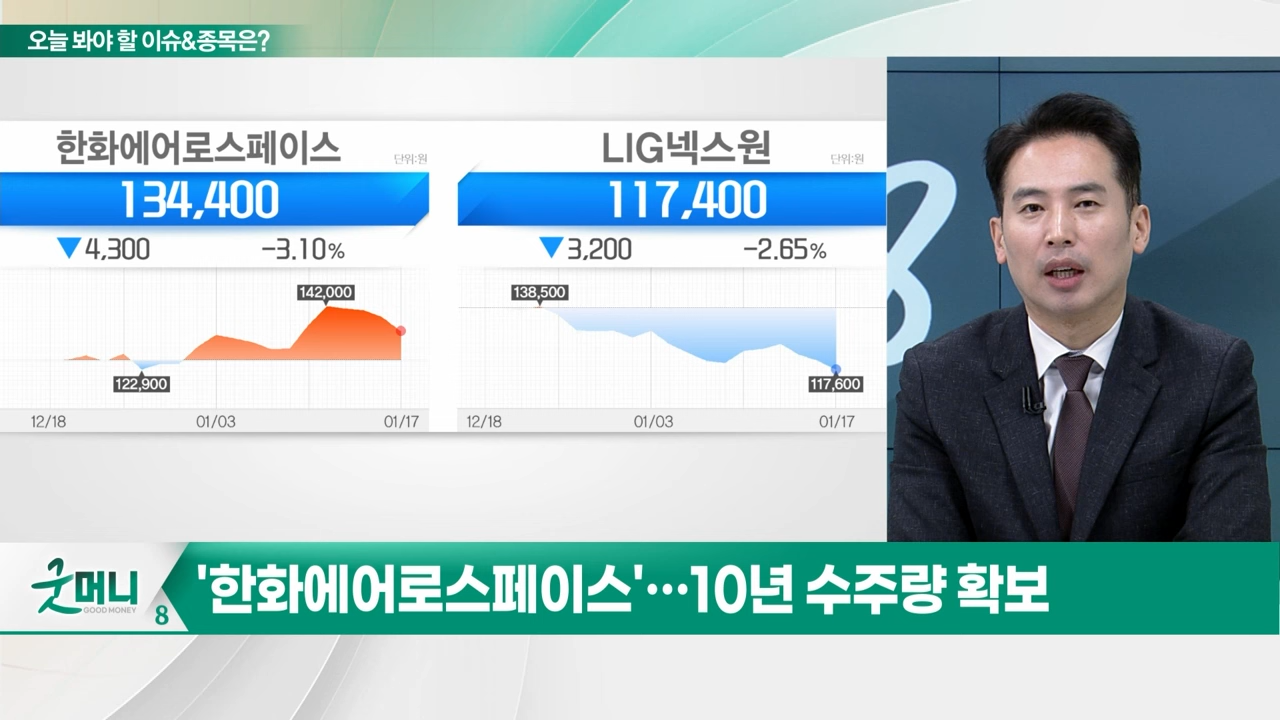 오늘 봐야 할 이슈&종목은?
한화에어로스페이스
단위:원
134,400
▼4,300 -3.10%
142,000
122,900
12/18 01/03 01/17
LIG넥스원
단위:원
117,400
▼3,200 -2.65%
138,500
117,600
12/18 01/03 01/17
8
굿머니
GOOD MONEY
8
'한화에어로스페이스'…10년 수주량 확보